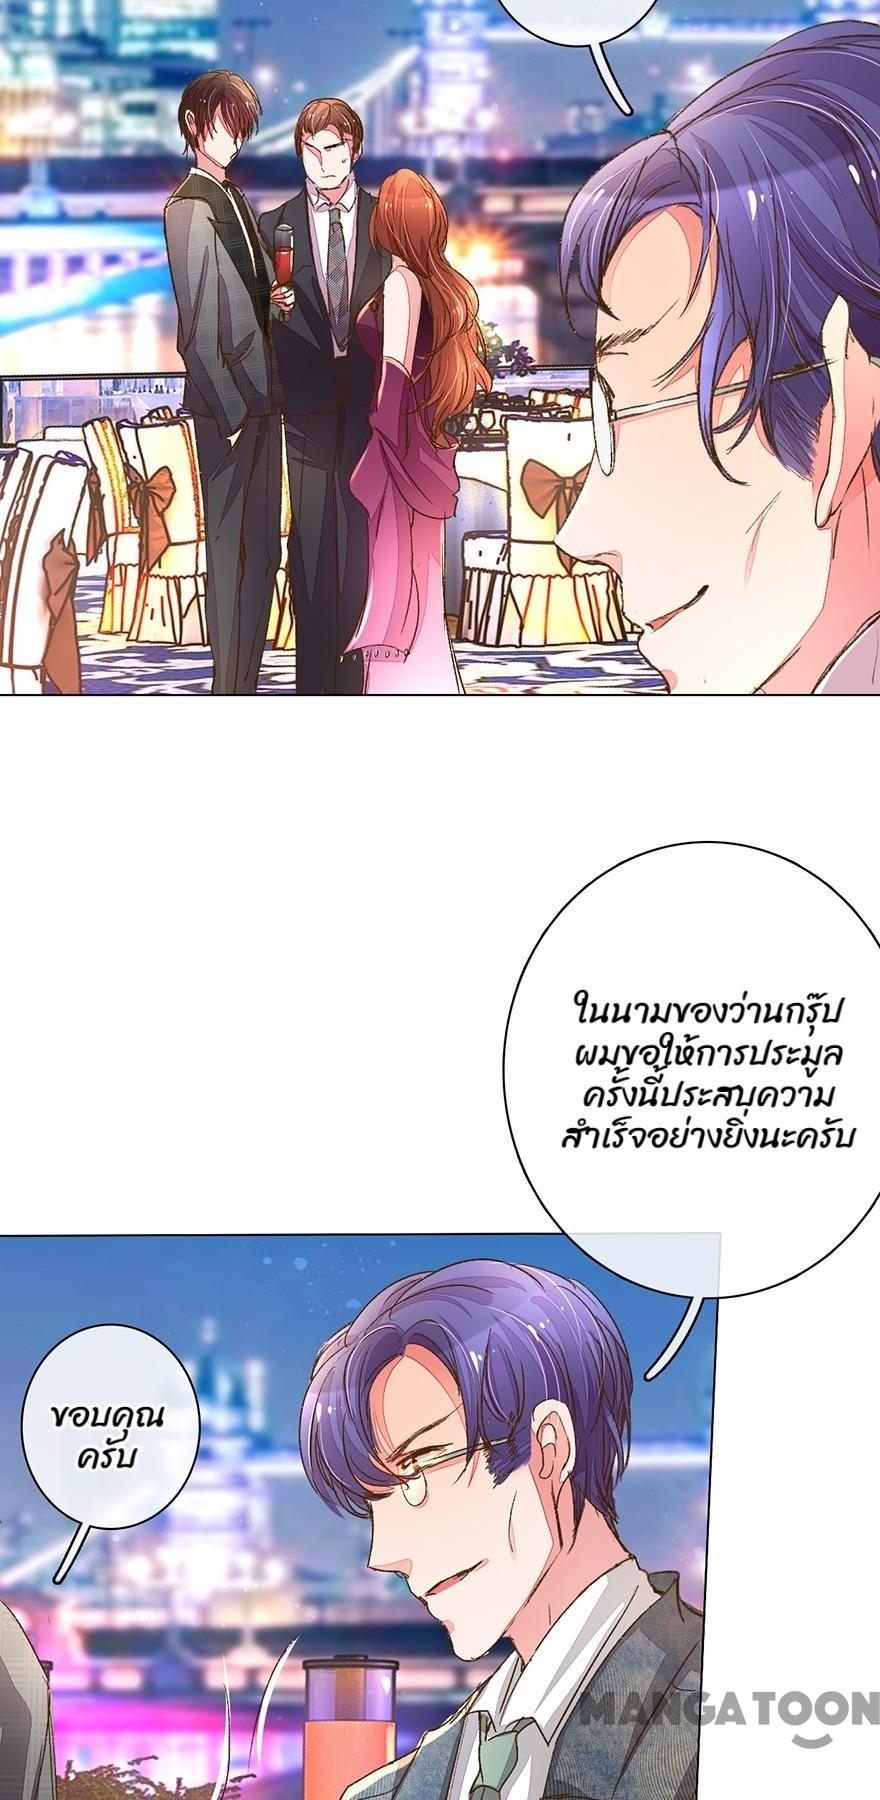 ในนามของว่านกรุ๊ป
ผมขอให้การประมูล
ครั้งนี้ประสบความ
สำเร็จอย่างยิ่งนะครับ
ขอบคุณ
ครับ
MANGATOON